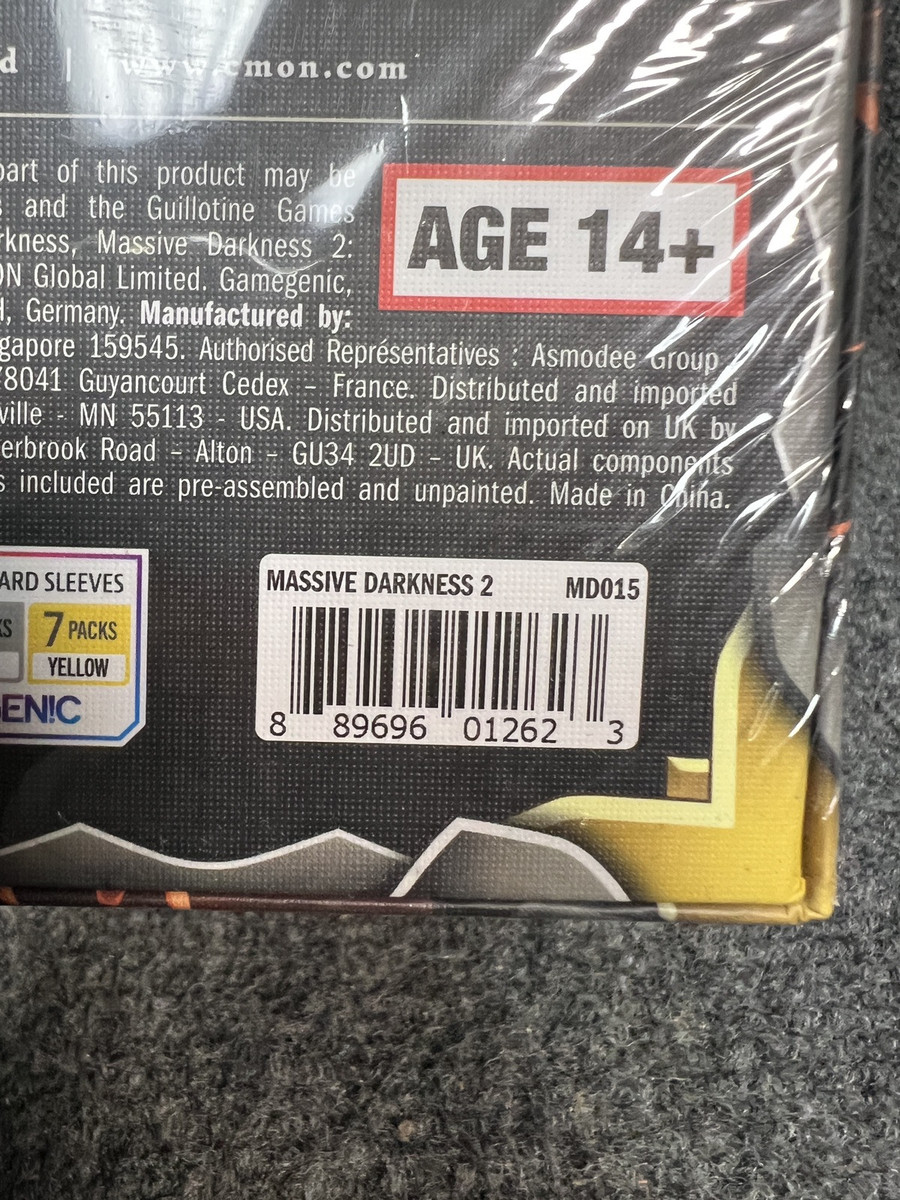 d | www.cmon.com
part of this product may be
s and the Guillotine Games
rkness, Massive Darkness 2:
ON Global Limited. Gamegenic,
H, Germany. Manufactured by:
AGE 14+
gapore 159545. Authorised Représentatives : Asmodee Group
78041 Guyancourt Cedex – France. Distributed and imported
ville - MN 55113 - USA. Distributed and imported on UK by
erbrook Road – Alton – GU34 2UD – UK. Actual components
s included are pre-assembled and unpainted. Made in China.
ARD SLEEVES
KS 7 PACKS
YELLOW
GEN!C
MASSIVE DARKNESS 2 MD015
8 89696 01262 3